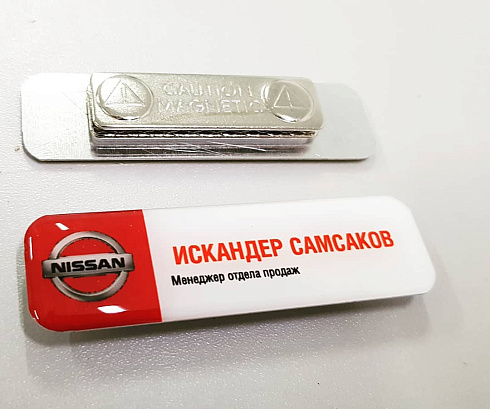 CAUTION
MAGNETIC
NISSAN
ИСКАНДЕР САМСАКОВ
Менеджер отдела продаж